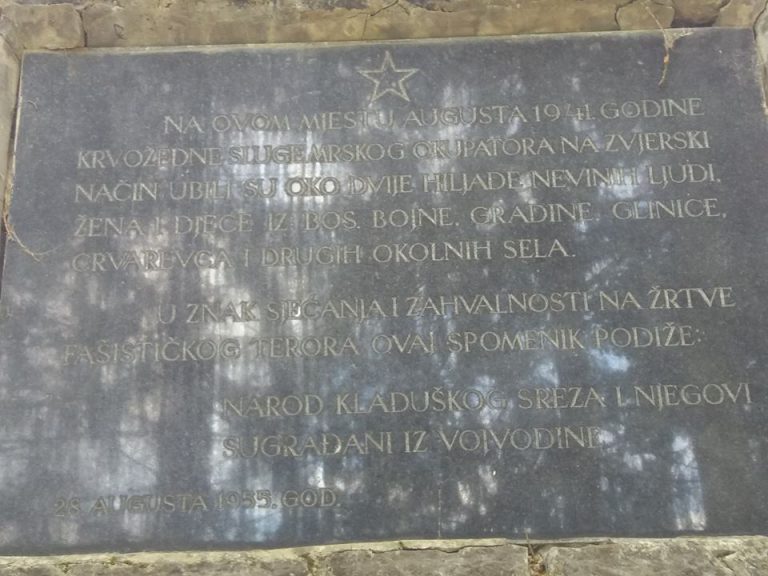 NA OVOM MJESTU AUGUSTA 1941. GODINE
KRVOŽEDNE SLUGE MRSKOG OKUPATORA NA ZVJERSKI
NAČIN UBILI SU OKO DVIJE HILJADE NEVINIH LJUDI,
ŽENA I DJECE IZ BOS. BOJNE, GRADINE, GLINICE,
CRVAREVCA I DRUGIH OKOLNIH SELA.
U ZNAK SJEĆANJA I ZAHVALNOSTI NA ŽRTVE
FAŠISTIČKOG TERORA OVAJ SPOMENIK PODIŽE:
NAROD KLADUŠKOG SREZA I NJEGOVI
SUGRAĐANI IZ VOJVODINE
28. AUGUSTA 1955. GOD.